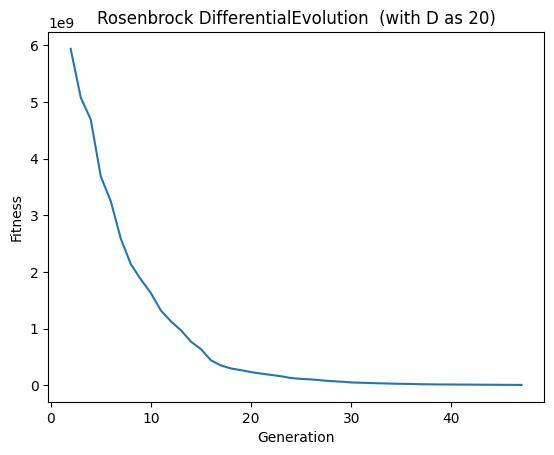 Rosenbrock DifferentialEvolution  (with D as 20)
1e9
6
5
4
3
2
1
0
Fitness
0 10 20 30 40
Generation